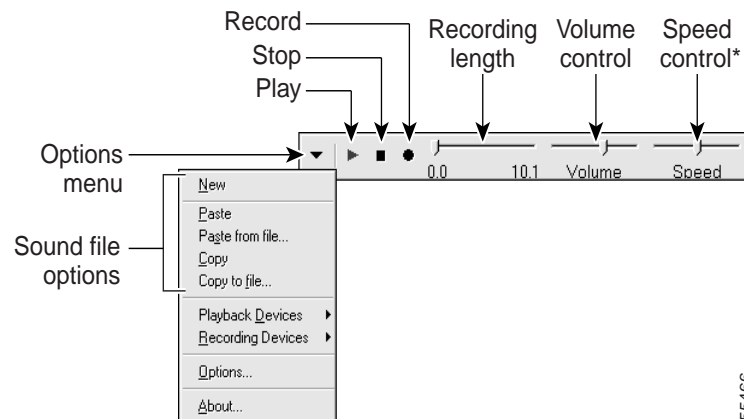 Record
Stop
Play
Recording
length
Volume
control
Speed
control*
Options
menu
0.0 10.1 Volume Speed
Sound file
options
New
Paste
Paste from file...
Copy
Copy to file...
Playback Devices
Recording Devices
Options...
About...